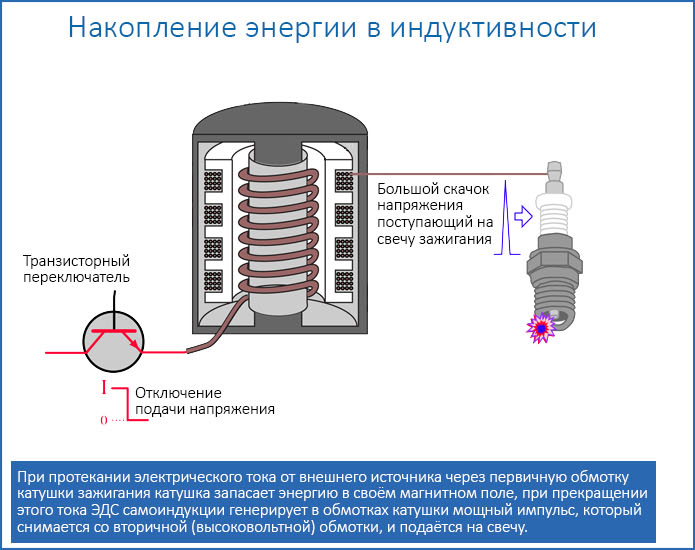 Накопление энергии в индуктивности
Большой скачок
напряжения
поступающий на
свечу зажигания
Транзисторный
переключатель
I
0
Отключение
подачи напряжения
При протекании электрического тока от внешнего источника через первичную обмотку
катушки зажигания катушка запасает энергию в своём магнитном поле, при прекращении
этого тока ЭДС самоиндукции генерирует в обмотках катушки мощный импульс, который
снимается со вторичной (высоковольтной) обмотки, и подаётся на свечу.